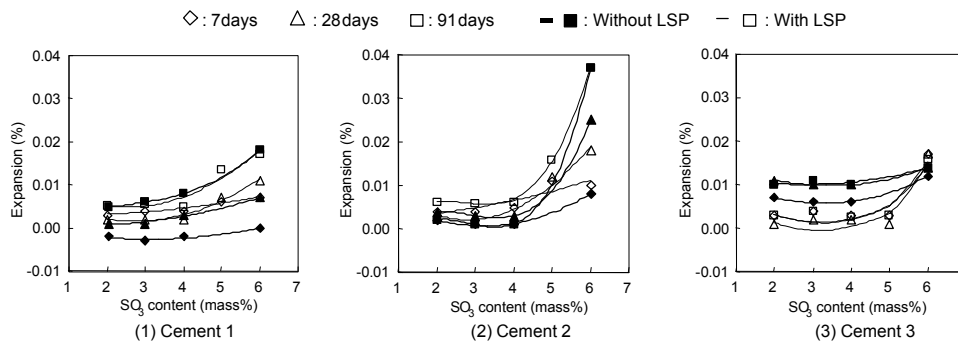 : 7days : 28days : 91days : Without LSP : With LSP
Expansion (%)
0.04
0.03
0.02
0.01
0.00
-0.01
1 2 3 4 5 6 7
SO3 content (mass%)
(1) Cement 1
Expansion (%)
0.04
0.03
0.02
0.01
0.00
-0.01
1 2 3 4 5 6 7
SO3 content (mass%)
(2) Cement 2
Expansion (%)
0.04
0.03
0.02
0.01
0.00
-0.01
1 2 3 4 5 6 7
SO3 content (mass%)
(3) Cement 3